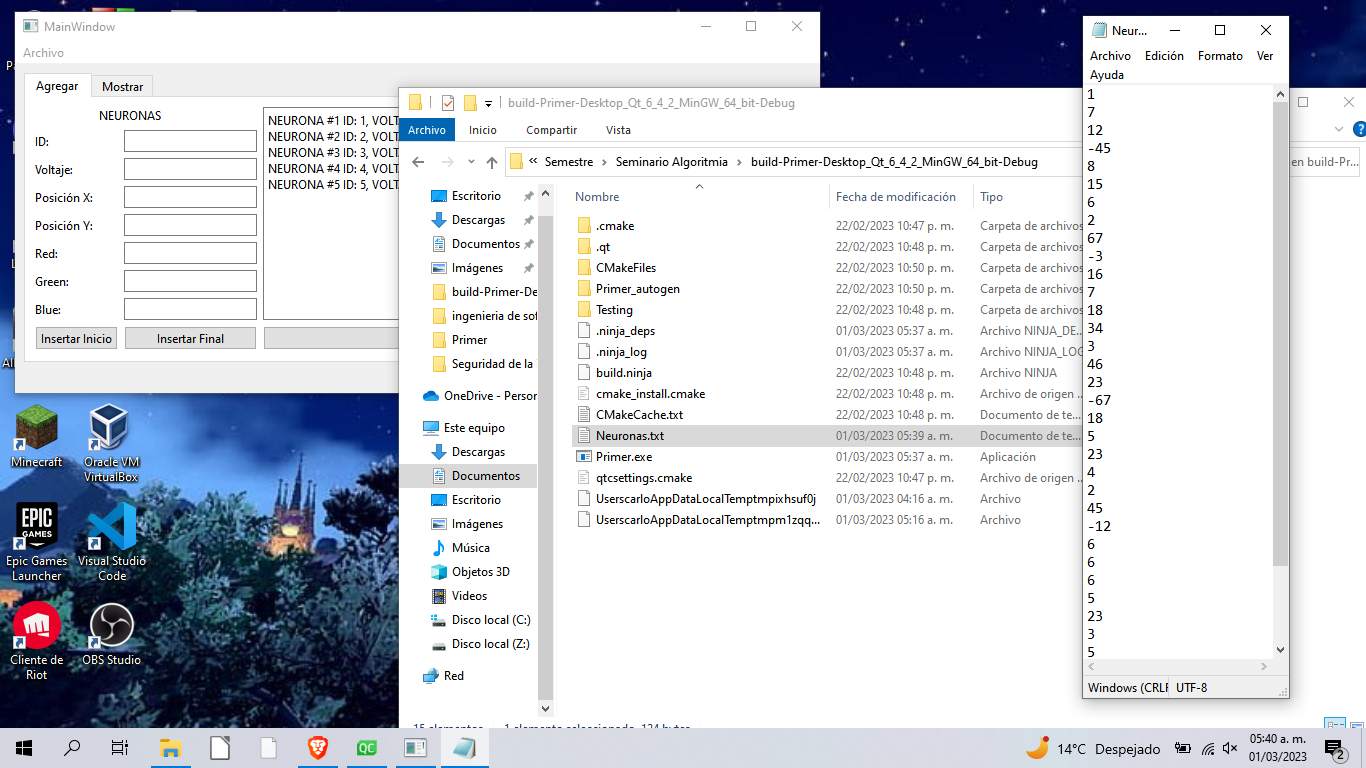 MainWindow
Archivo
Agregar
Mostrar
NEURONAS
ID:
Voltaje:
Posición X:
Posición Y:
Red:
Green:
Blue:
Insertar Inicio
Insertar Final
NEURONA #1 ID: 1, VOLT
NEURONA #2 ID: 2, VOLT
NEURONA #3 ID: 3, VOLT
NEURONA #4 ID: 4, VOLT
NEURONA #5 ID: 5, VOLT
Minecraft
Oracle VM
VirtualBox
EPIC
GAMES
Epic Games
Launcher
Visual Studio
Code
Cliente de
Riot
OBS Studio
build-Primer-Desktop_Qt_6_4_2_MinGW_64_bit-Debug
Archivo
Inicio
Compartir
Vista
« Semestre > Seminario Algoritmia > build-Primer-Desktop_Qt_6_4_2_MinGW_64_bit-Debug
en build-Pr...
Escritorio
Descargas
Documentos
Imágenes
build-Primer-De
ingenieria de sof
Primer
Seguridad de la
OneDrive - Person
Este equipo
Descargas
Documentos
Escritorio
Imágenes
Música
Objetos 3D
Videos
Disco local (C:)
Disco local (Z:)
Red
Nombre Fecha de modificación Tipo
.cmake 22/02/2023 10:47 p. m. Carpeta de archivos
.qt 22/02/2023 10:47 p. m. Carpeta de archivos
CMakeFiles 22/02/2023 10:50 p. m. Carpeta de archivos
Primer_autogen 22/02/2023 10:50 p. m. Carpeta de archivos
Testing 22/02/2023 10:48 p. m. Carpeta de archivos
.ninja_deps 01/03/2023 05:37 a. m. Archivo NINJA_DE...
.ninja_log 01/03/2023 05:37 a. m. Archivo NINJA_LOG
build.ninja 22/02/2023 10:48 p. m. Archivo NINJA
cmake_install.cmake 22/02/2023 10:48 p. m. Archivo de origen ...
CMakeCache.txt 22/02/2023 10:48 p. m. Documento de te...
Neuronas.txt 01/03/2023 05:39 a. m. Documento de te...
Primer.exe 01/03/2023 05:37 a. m. Aplicación
qtcsettings.cmake 22/02/2023 10:47 p. m. Archivo de origen ...
UserscarloAppDataLocalTemptmpixhsuf0j 01/03/2023 04:16 a. m. Archivo
UserscarloAppDataLocalTemptmpm1zqq... 01/03/2023 05:16 a. m. Archivo
15 elementos 1 elemento seleccionado 134 bytes
Neur...
Archivo Edición Formato Ver
Ayuda
1
7
12
-45
8
15
6
2
67
-3
16
7
18
34
3
46
23
-67
18
5
23
4
2
45
-12
6
6
6
5
23
3
5
Windows (CRLF
UTF-8
QC
14°C Despejado
05:40 a. m.
01/03/2023
2